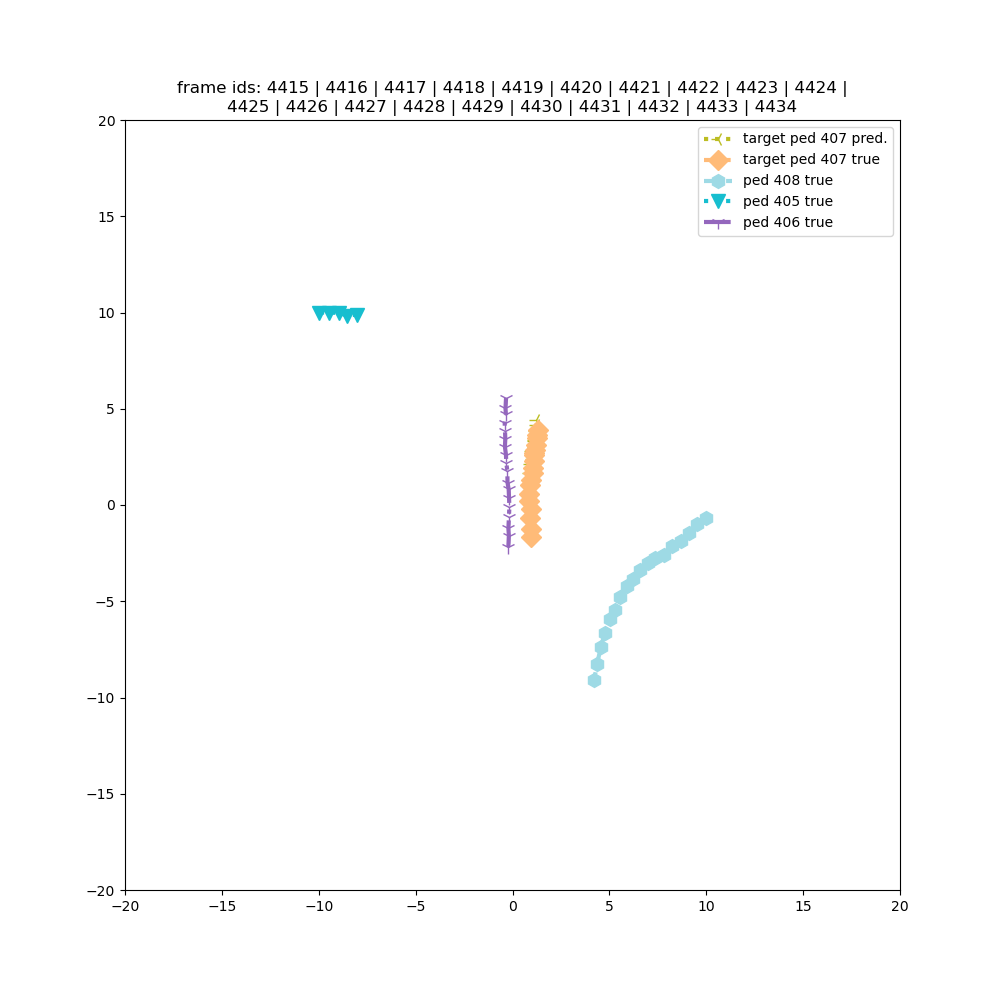 frame ids: 4415 | 4416 | 4417 | 4418 | 4419 | 4420 | 4421 | 4422 | 4423 | 4424 |
4425 | 4426 | 4427 | 4428 | 4429 | 4430 | 4431 | 4432 | 4433 | 4434
target ped 407 pred.
target ped 407 true
ped 408 true
ped 405 true
ped 406 true
20
15
10
5
0
−5
−10
−15
−20
−20 −15 −10 −5 0 5 10 15 20